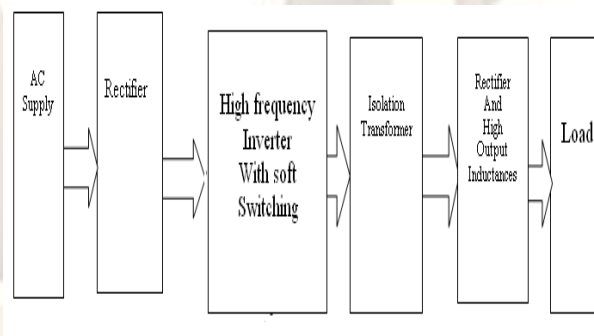 AC
Supply
Rectifier
High frequency
Inverter
With soft
Switching
Isolation
Transformer
Rectifier
And
High
Output
Inductances
Load